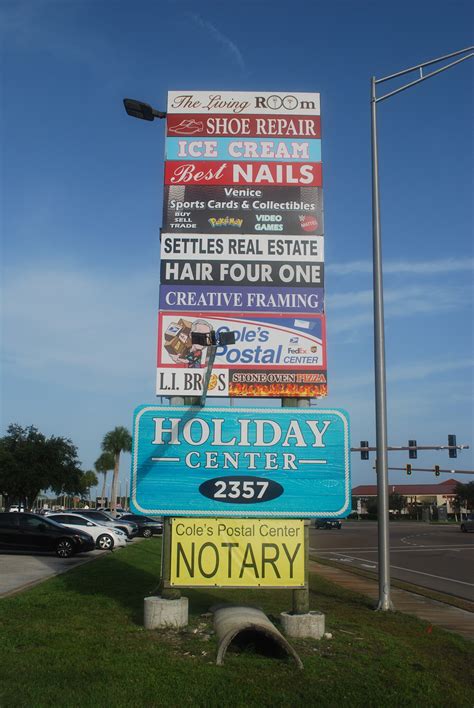 The Living ROOM
SHOE REPAIR
ICE CREAM
Best NAILS
Venice
Sports Cards & Collectibles
BUY
SELL
TRADE
Pokémon
VIDEO
GAMES
SETTLES REAL ESTATE
HAIR FOUR ONE
CREATIVE FRAMING
Cole's
Postal
CENTER
FedEx
L.I. BROS
STONE OVEN PIZZA
HOLIDAY
CENTER
2357
Cole's Postal Center
NOTARY